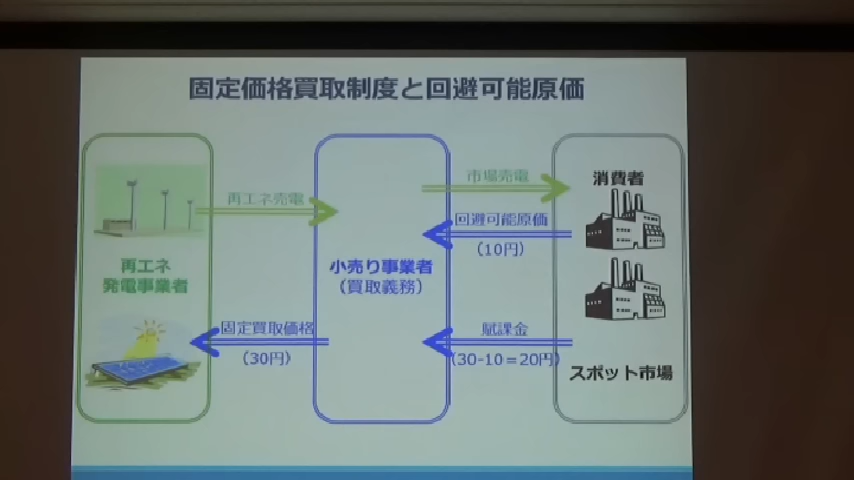 固定価格買取制度と回避可能原価
再エネ売電
市場売電
消費者
回避可能原価
(10円)
再エネ
発電事業者
小売り事業者
(買取義務)
固定買取価格
(30円)
賦課金
(30-10=20円)
スポット市場